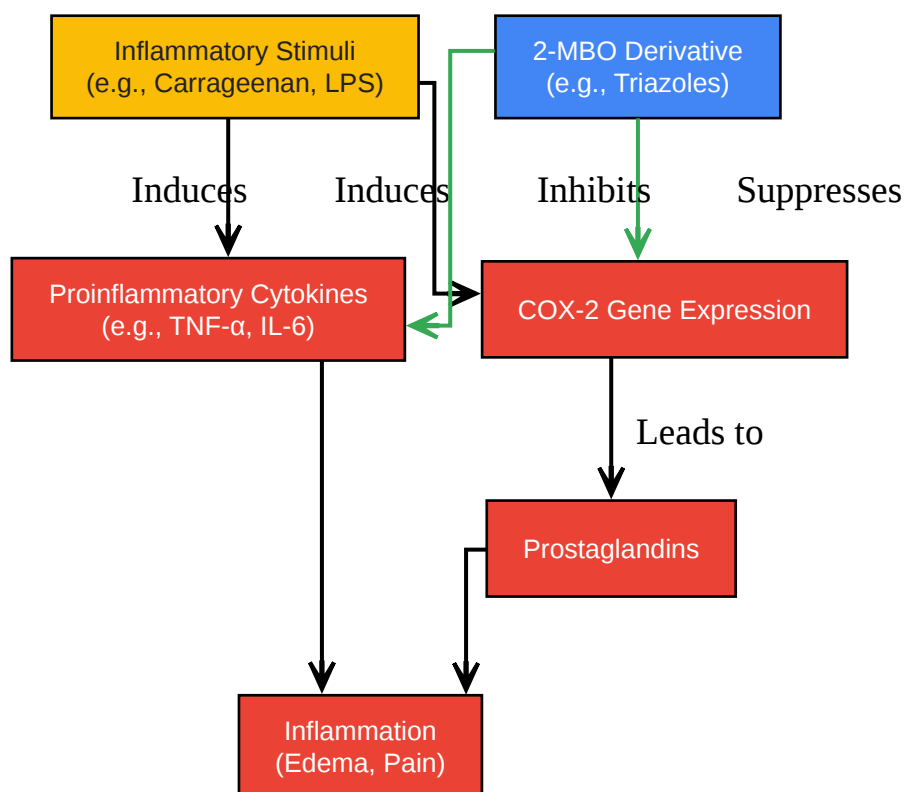 Inflammatory Stimuli
(e.g., Carrageenan, LPS)
2-MBO Derivative
(e.g., Triazoles)
Induces
Induces
Inhibits
Suppresses
Proinflammatory Cytokines
(e.g., TNF-α, IL-6)
COX-2 Gene Expression
Leads to
Prostaglandins
Inflammation
(Edema, Pain)